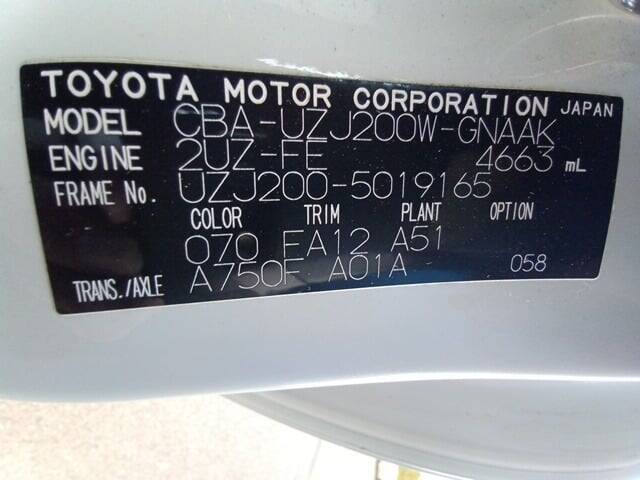 TOYOTA MOTOR CORPORATION JAPAN
MODEL CBA-UZJ200W-GNAAK
ENGINE 2UZ-FE 4663 mL
FRAME No. UZJ200-5019165
COLOR TRIM PLANT OPTION
070 EA12 A51
TRANS./AXLE A750F A01A 058